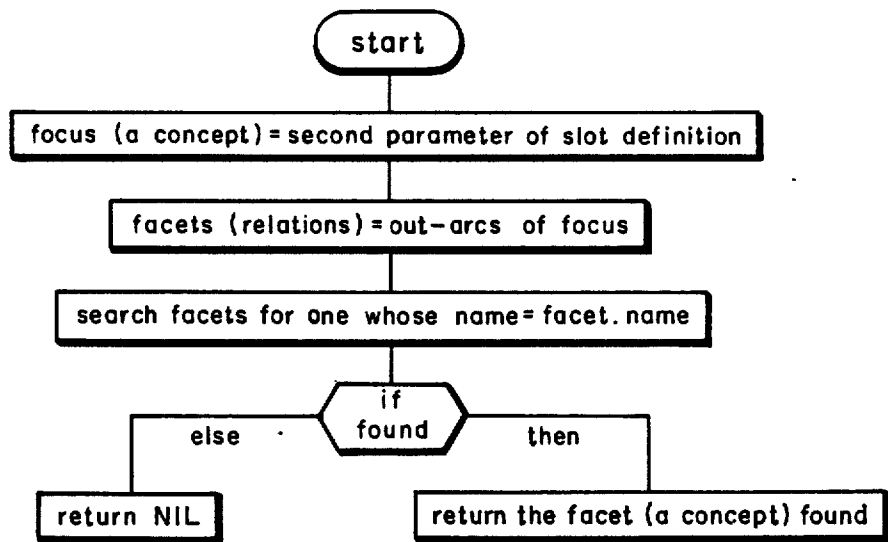 start
focus (a concept) = second parameter of slot definition
facets (relations) = out-arcs of focus
search facets for one whose name = facet.name
if
found
else
then
return NIL
return the facet (a concept) found